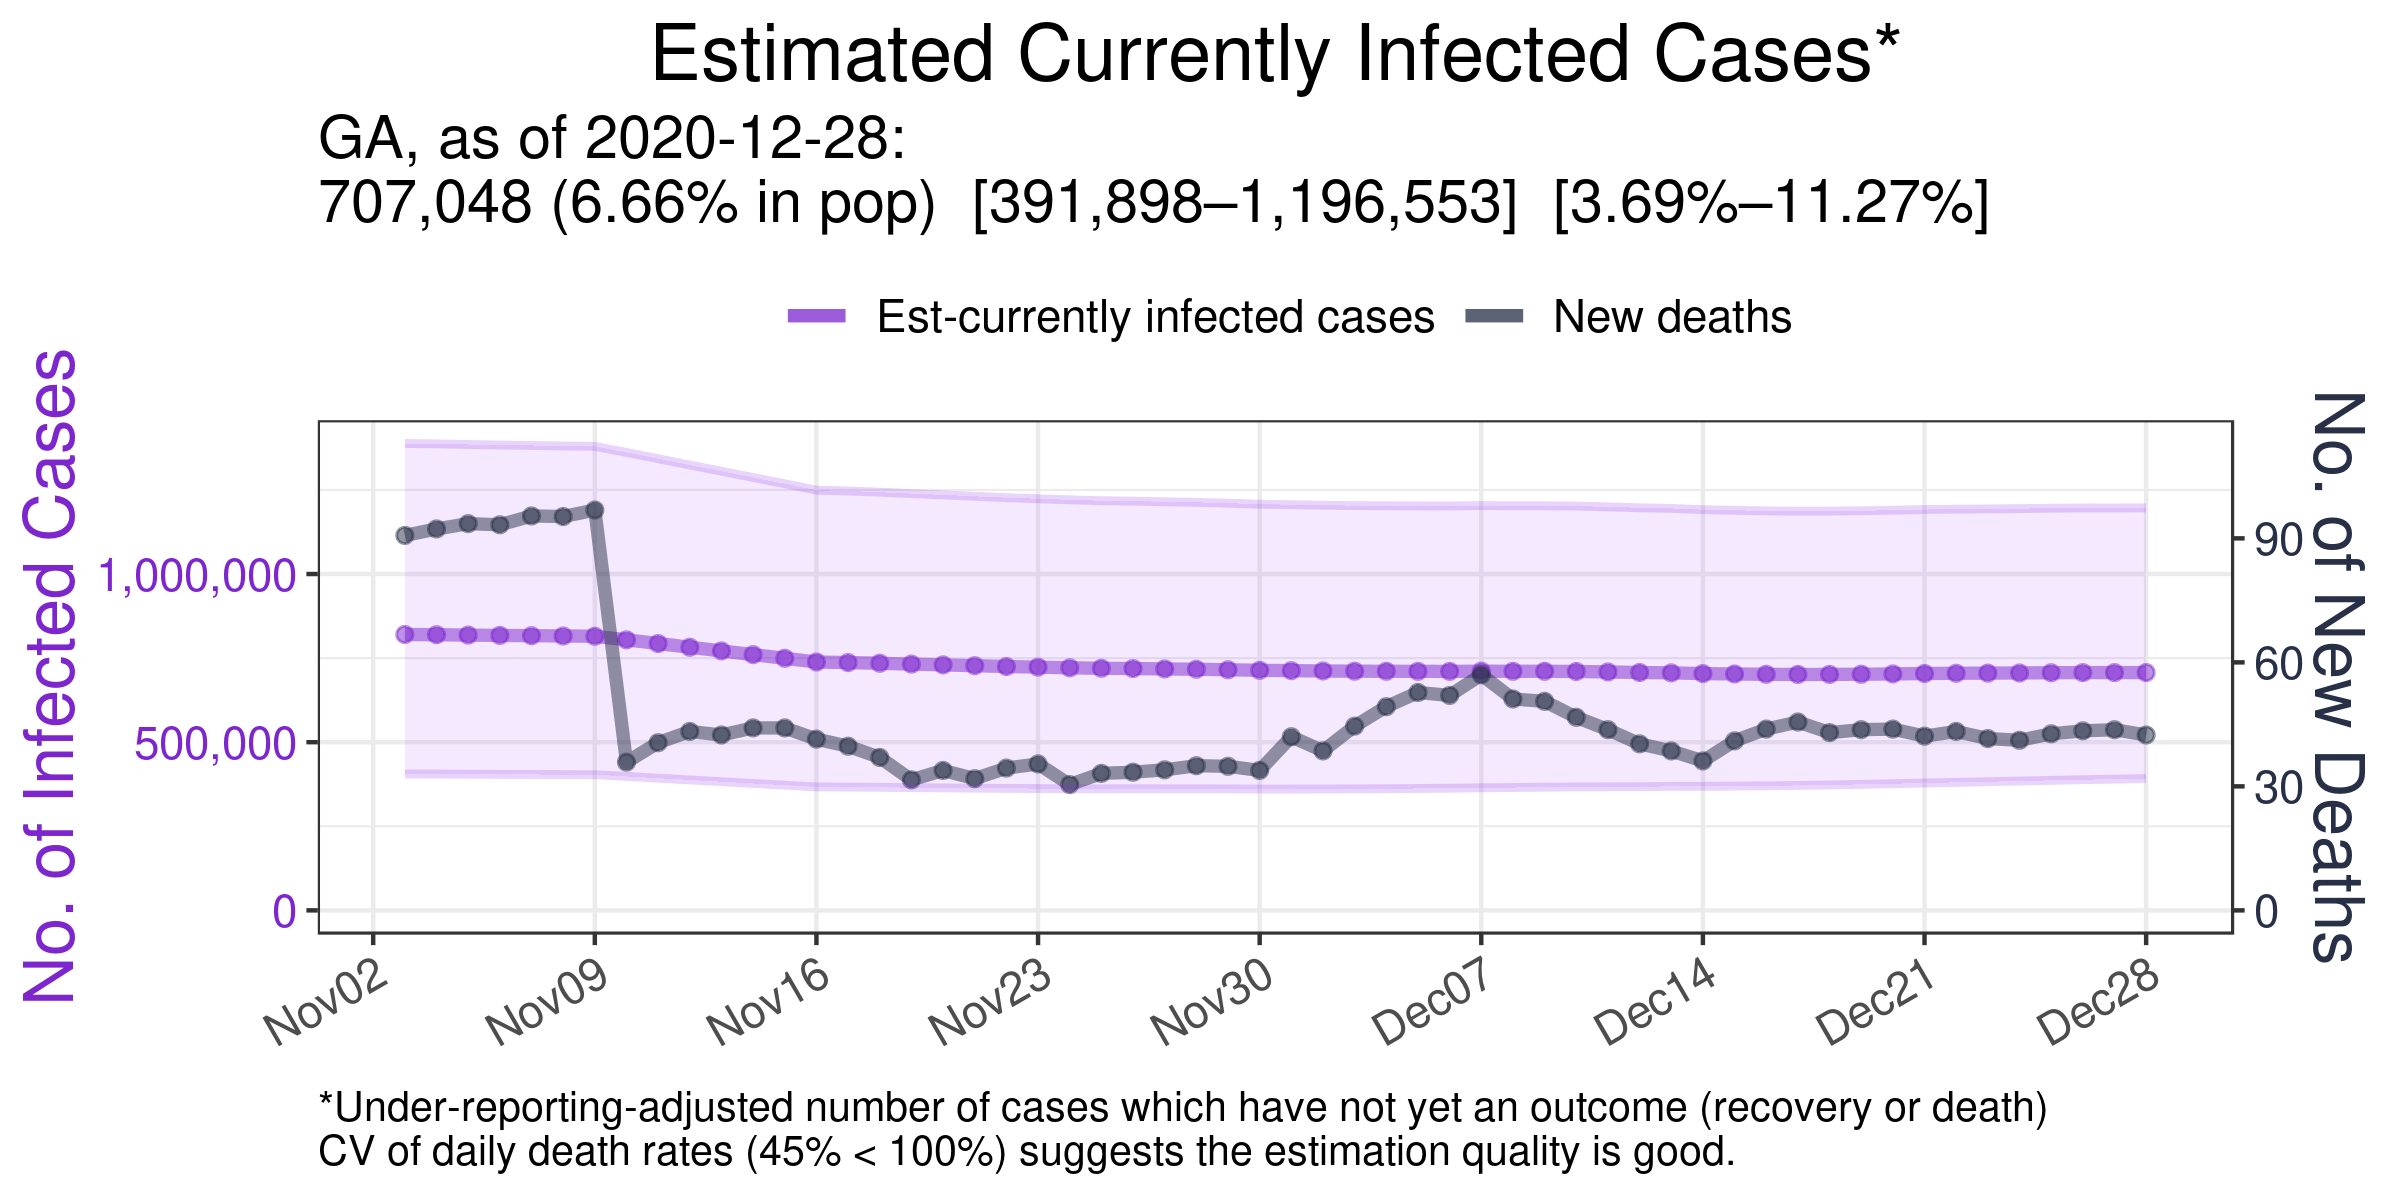 Estimated Currently Infected Cases*
GA, as of 2020-12-28:
707,048 (6.66% in pop)  [391,898–1,196,553]  [3.69%–11.27%]
Est-currently infected cases
New deaths
No. of Infected Cases
1,000,000
500,000
0
No. of New Deaths
90
60
30
0
Nov02
Nov09
Nov16
Nov23
Nov30
Dec07
Dec14
Dec21
Dec28
*Under-reporting-adjusted number of cases which have not yet an outcome (recovery or death)
CV of daily death rates (45% < 100%) suggests the estimation quality is good.